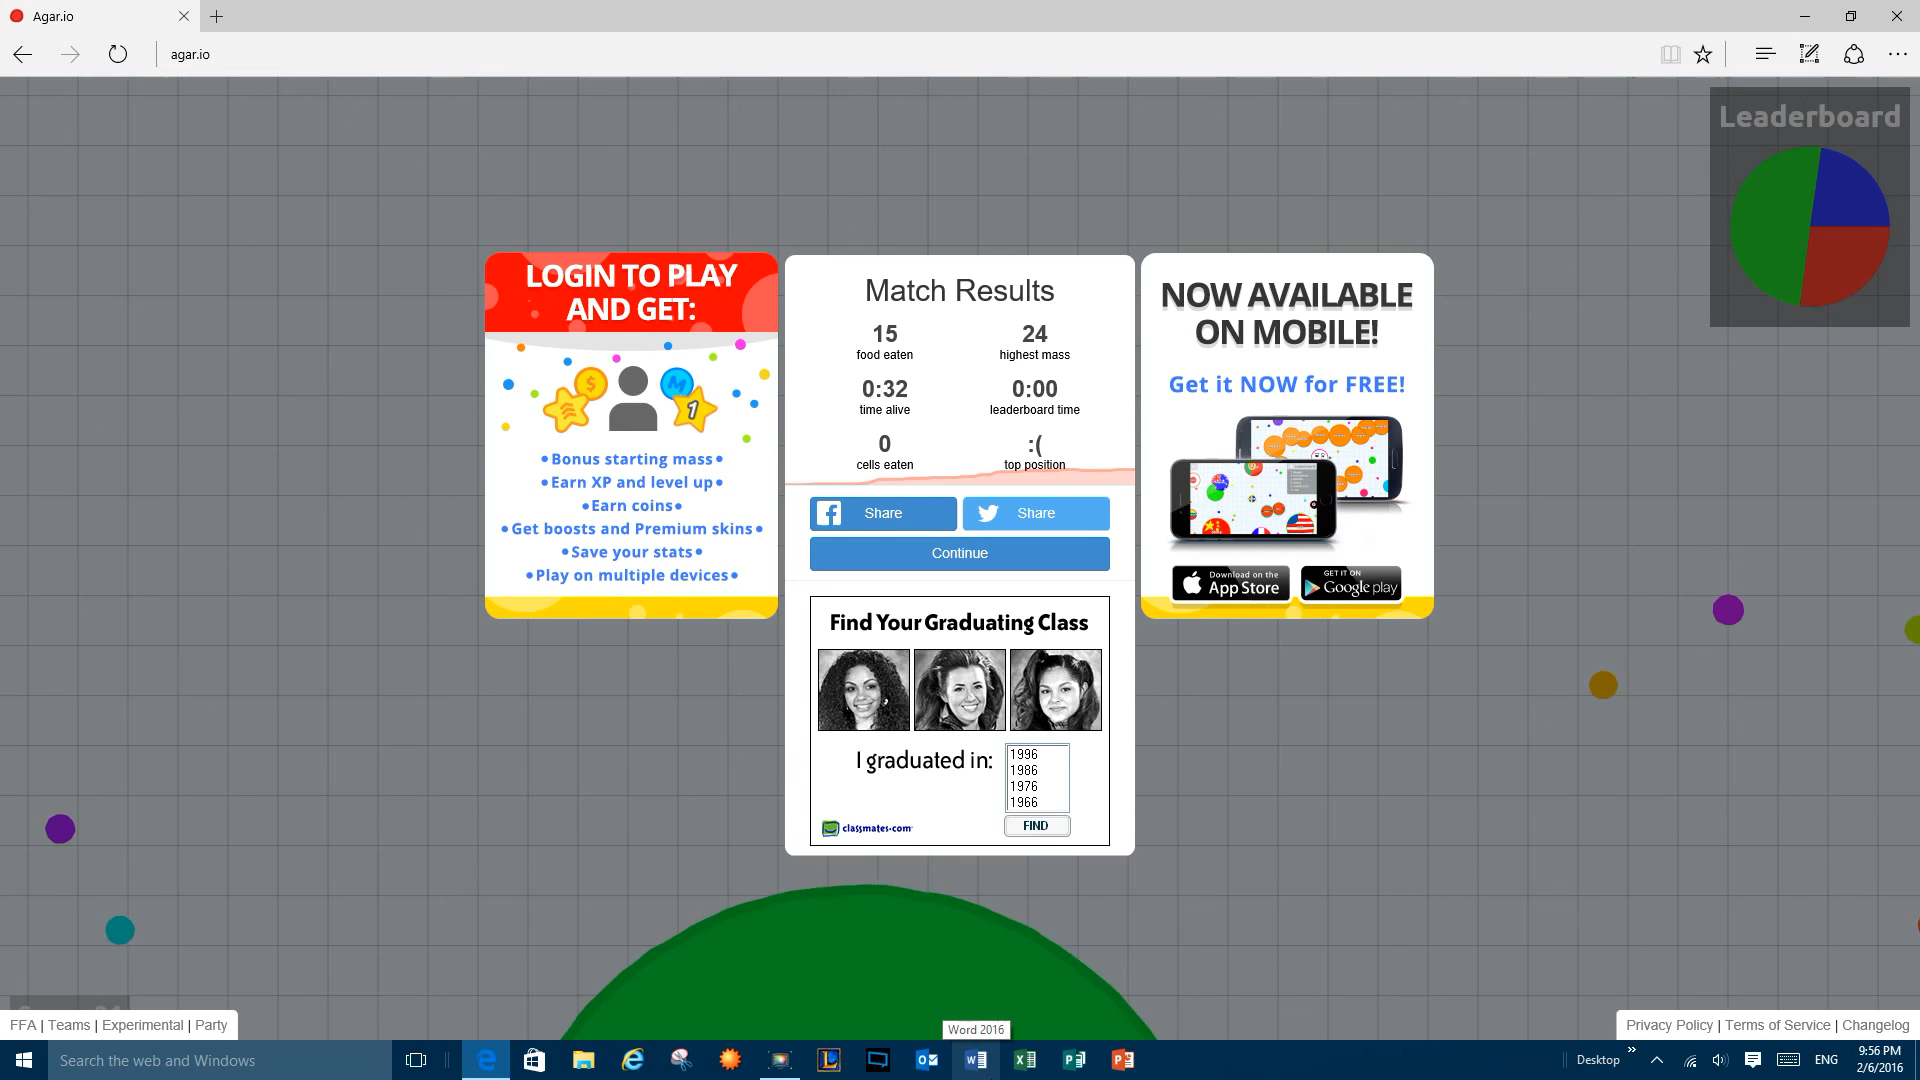 Agar.io
agar.io
Leaderboard
LOGIN TO PLAY
AND GET:
•Bonus starting mass•
•Earn XP and level up•
•Earn coins•
•Get boosts and Premium skins•
•Save your stats•
•Play on multiple devices•
Match Results
15
food eaten
24
highest mass
0:32
time alive
0:00
leaderboard time
0
cells eaten
:(
top position
Share
Share
Continue
Find Your Graduating Class
I graduated in:
1996
1986
1976
1966
classmates.com
FIND
NOW AVAILABLE
ON MOBILE!
Get it NOW for FREE!
Download on the
App Store
GET IT ON
Google play
FFA | Teams | Experimental | Party
Word 2016
Privacy Policy | Terms of Service | Changelog
Search the web and Windows
Desktop
ENG
9:56 PM
2/6/2016